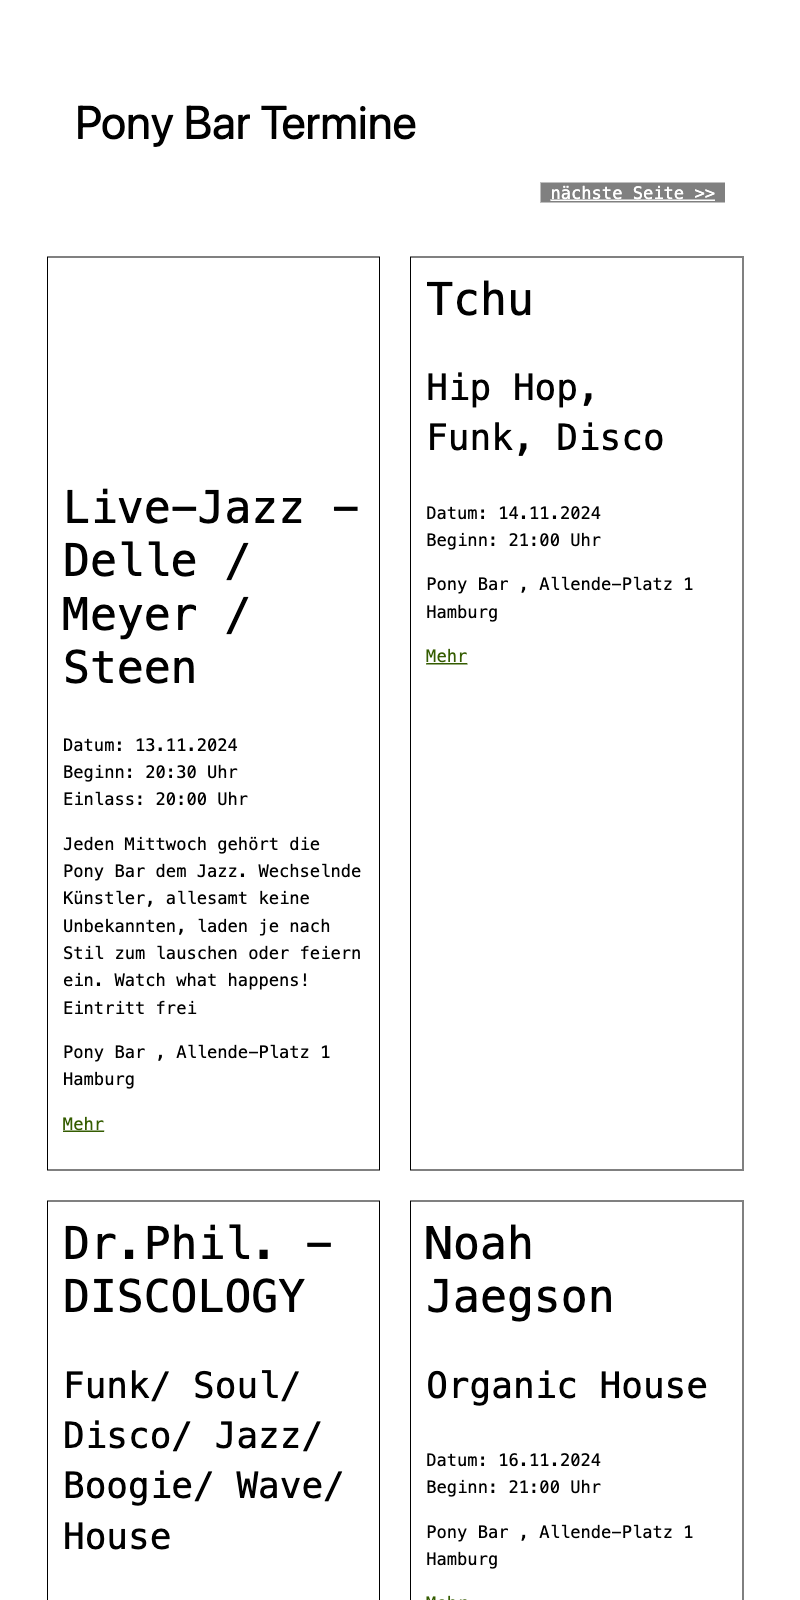 Pony Bar Termine
nächste Seite >>
Live-Jazz -
Delle /
Meyer /
Steen
Datum: 13.11.2024
Beginn: 20:30 Uhr
Einlass: 20:00 Uhr
Jeden Mittwoch gehört die
Pony Bar dem Jazz. Wechselnde
Künstler, allesamt keine
Unbekannten, laden je nach
Stil zum lauschen oder feiern
ein. Watch what happens!
Eintritt frei
Pony Bar , Allende-Platz 1
Hamburg
Mehr
Tchu
Hip Hop,
Funk, Disco
Datum: 14.11.2024
Beginn: 21:00 Uhr
Pony Bar , Allende-Platz 1
Hamburg
Mehr
Dr.Phil. -
DISCOLOGY
Funk/ Soul/
Disco/ Jazz/
Boogie/ Wave/
House
Noah
Jaegson
Organic House
Datum: 16.11.2024
Beginn: 21:00 Uhr
Pony Bar , Allende-Platz 1
Hamburg